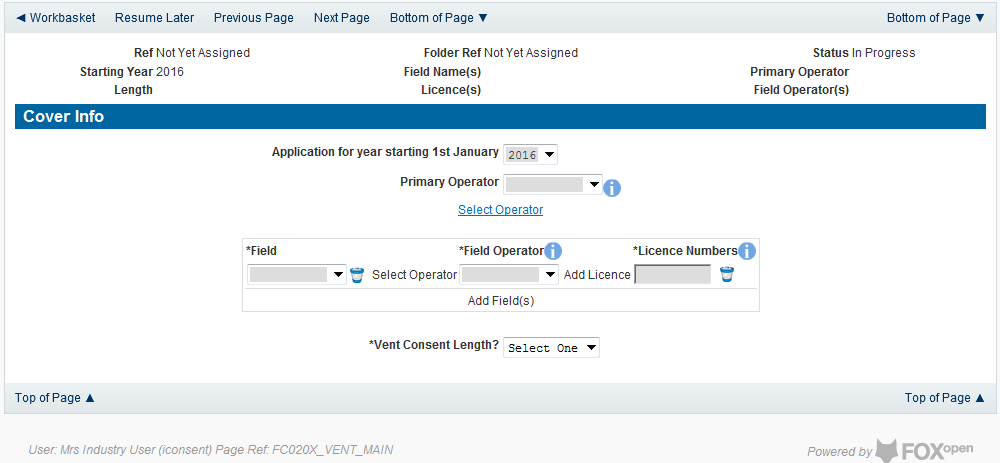 ◄ Workbasket Resume Later Previous Page Next Page Bottom of Page ▼ Bottom of Page ▼
Ref Not Yet Assigned Folder Ref Not Yet Assigned Status In Progress
Starting Year 2016 Field Name(s) Primary Operator
Length Licence(s) Field Operator(s)
Cover Info
Application for year starting 1st January 2016
Primary Operator
Select Operator
*Field *Field Operator *Licence Numbers
Select Operator Add Licence
Add Field(s)
*Vent Consent Length? Select One
Top of Page ▲ Top of Page ▲
User: Mrs Industry User (iconsent) Page Ref: FC020X_VENT_MAIN Powered by FOXopen